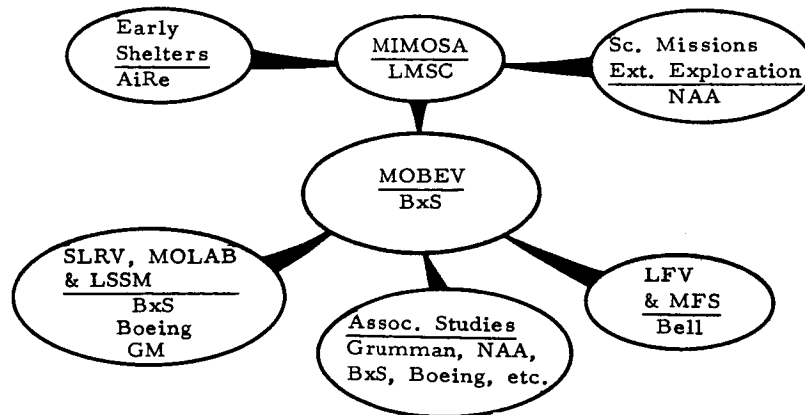 Early
Shelters
AiRe
MIMOSA
LMSC
Sc. Missions
Ext. Exploration
NAA
MOBEV
BxS
SLRV, MOLAB
& LSSM
BxS
Boeing
GM
Assoc. Studies
Grumman, NAA,
BxS, Boeing, etc.
LFV
& MFS
Bell